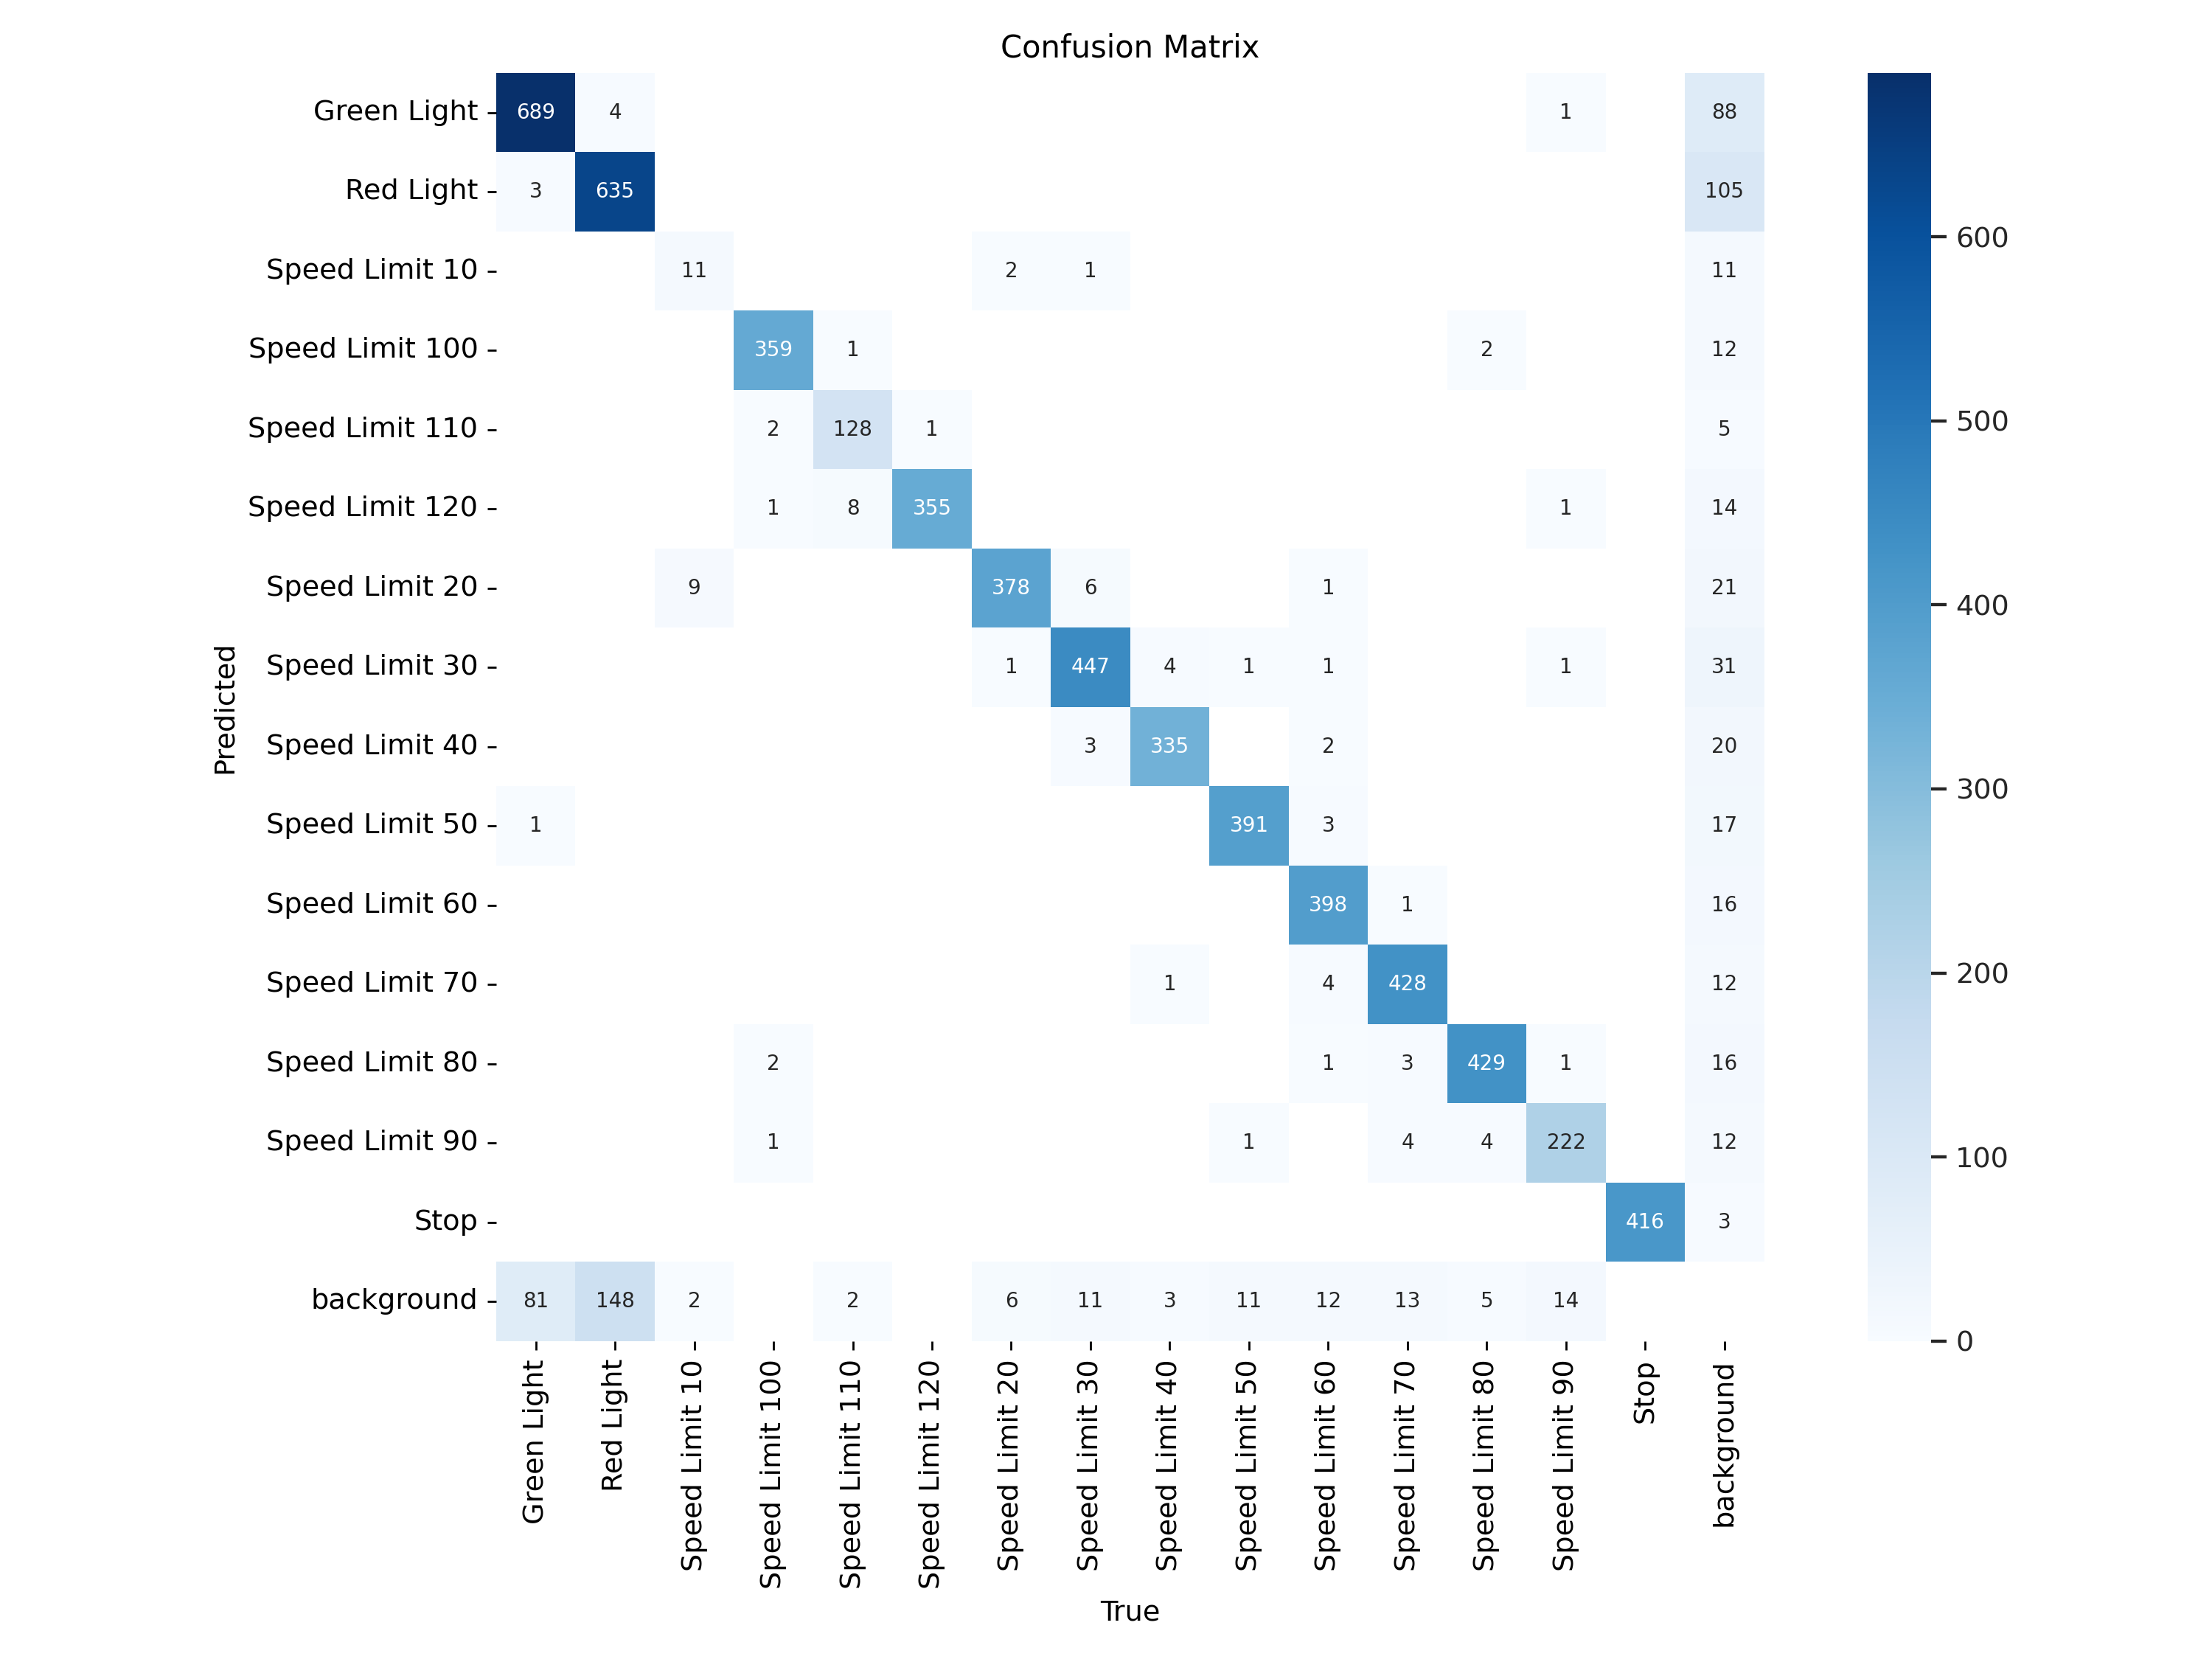 Confusion Matrix
Green Light 689 4 1 88
Red Light 3 635 105
Speed Limit 10 11 2 1 11
Speed Limit 100 359 1 2 12
Speed Limit 110 2 128 1 5
Speed Limit 120 1 8 355 1 14
Speed Limit 20 9 378 6 1 21
Speed Limit 30 1 447 4 1 1 1 31
Speed Limit 40 3 335 2 20
Speed Limit 50 1 391 3 17
Speed Limit 60 398 1 16
Speed Limit 70 1 4 428 12
Speed Limit 80 2 1 3 429 1 16
Speed Limit 90 1 1 4 4 222 12
Stop 416 3
background 81 148 2 2 6 11 3 11 12 13 5 14
Predicted
Green Light
Red Light
Speed Limit 10
Speed Limit 100
Speed Limit 110
Speed Limit 120
Speed Limit 20
Speed Limit 30
Speed Limit 40
Speed Limit 50
Speed Limit 60
Speed Limit 70
Speed Limit 80
Speed Limit 90
Stop
background
True
600
500
400
300
200
100
0